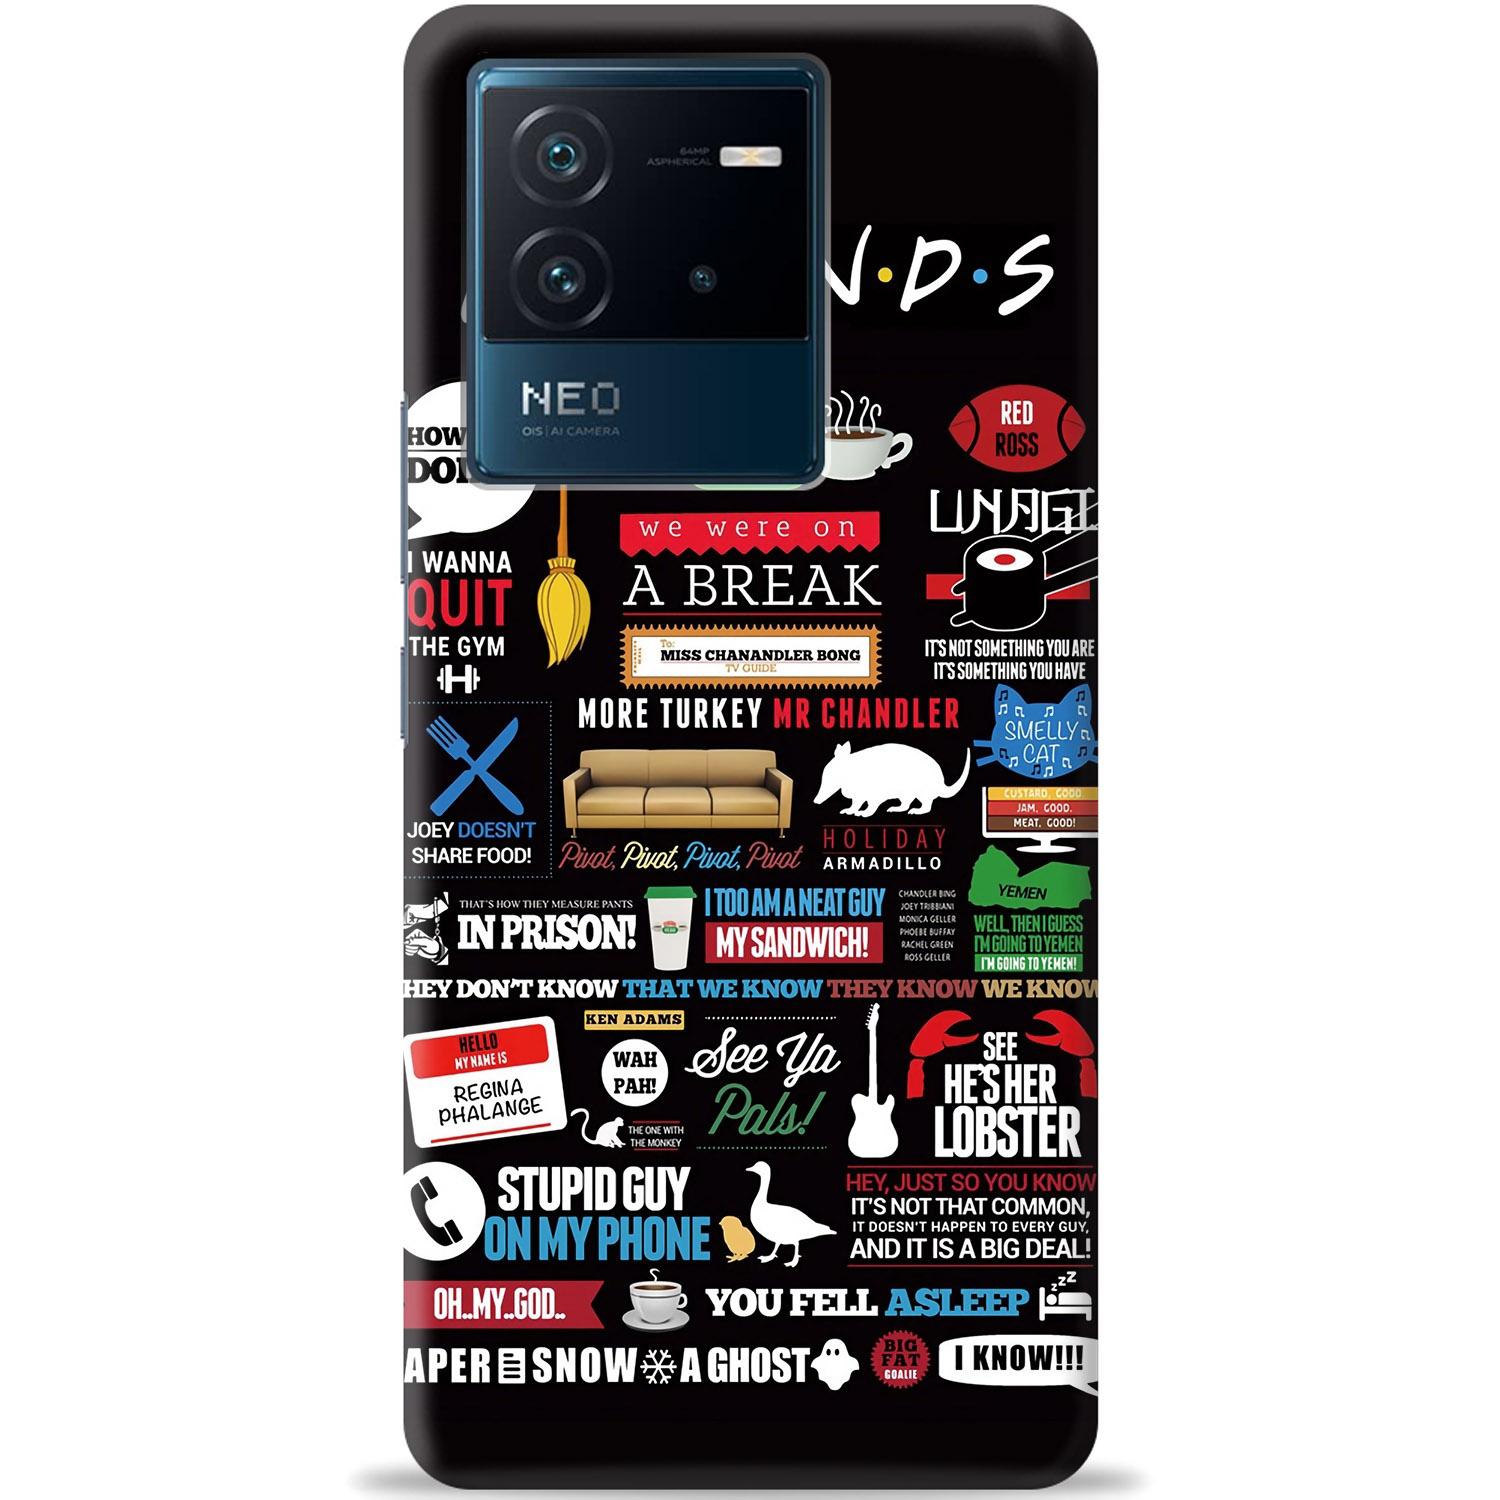 64MP
ASPHERICAL
N·D·S
NEO
OIS | AI CAMERA
HOW
RED
ROSS
UNAGI
we were on
A BREAK
I WANNA
QUIT
THE GYM
To:
MISS CHANANDLER BONG
TV GUIDE
IT'S NOT SOMETHING YOU ARE
IT'S SOMETHING YOU HAVE
MORE TURKEY MR CHANDLER
SMELLY
CAT
CUSTARD, GOOD.
JAM, GOOD.
MEAT, GOOD!
JOEY DOESN'T
SHARE FOOD!
Pivot, Pivot, Pivot, Pivot
HOLIDAY
ARMADILLO
YEMEN
THAT'S HOW THEY MEASURE PANTS
IN PRISON!
I TOO AM A NEAT GUY
MY SANDWICH!
CHANDLER BING
JOEY TRIBBIANI
MONICA GELLER
PHOEBE BUFFAY
RACHEL GREEN
ROSS GELLER
WELL, THEN I GUESS
I'M GOING TO YEMEN
I'M GOING TO YEMEN!
HEY DON'T KNOW THAT WE KNOW THEY KNOW WE KNOW
KEN ADAMS
HELLO
MY NAME IS
REGINA
PHALANGE
WAH
PAH!
THE ONE WITH
THE MONKEY
See Ya
Pals!
SEE
HE'S HER
LOBSTER
STUPID GUY
ON MY PHONE
HEY, JUST SO YOU KNOW
IT'S NOT THAT COMMON,
IT DOESN'T HAPPEN TO EVERY GUY,
AND IT IS A BIG DEAL!
OH..MY..GOD..
YOU FELL ASLEEP
zzz
APER SNOW A GHOST
BIG
FAT
GOALIE
I KNOW!!!